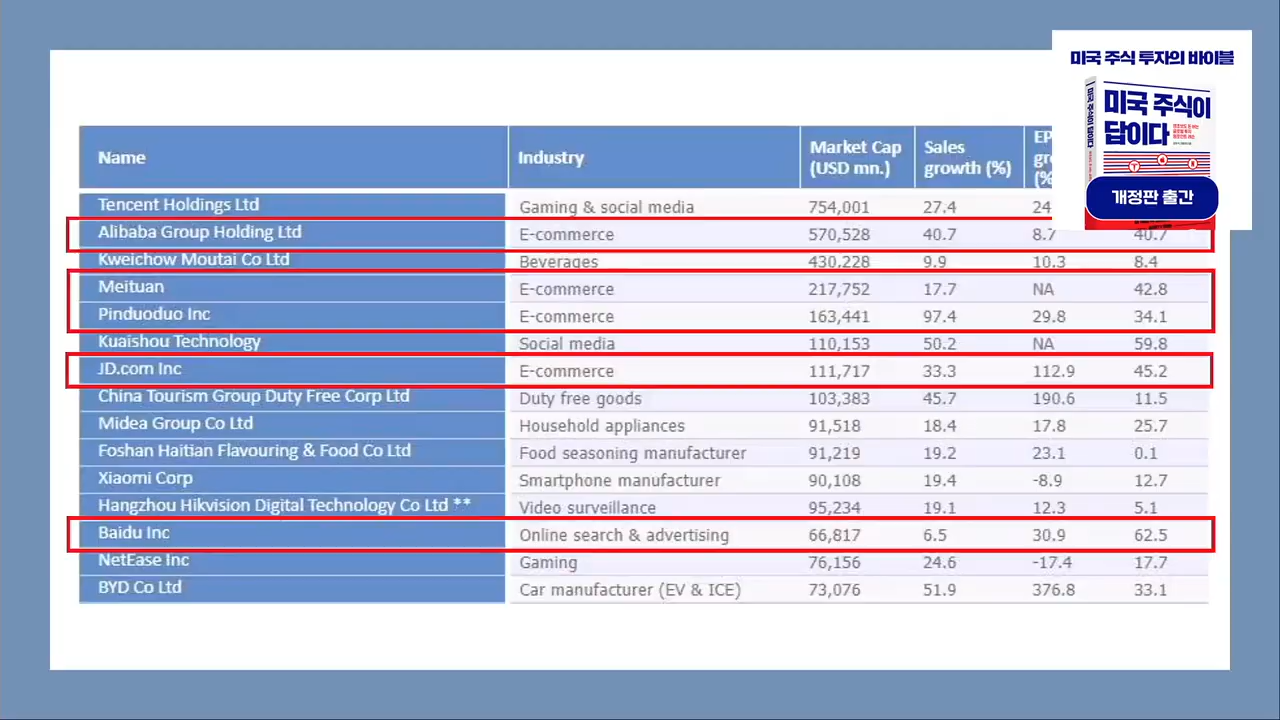 미국 주식 투자의 바이블
미국 주식이
답이다
개정판 출간
Name Industry Market Cap (USD mn.) Sales growth (%)
Tencent Holdings Ltd Gaming & social media 754,001 27.4 24
Alibaba Group Holding Ltd E-commerce 570,528 40.7 8.7 40.7
Kweichow Moutai Co Ltd Beverages 430,228 9.9 10.3 8.4
Meituan E-commerce 217,752 17.7 NA 42.8
Pinduoduo Inc E-commerce 163,441 97.4 29.8 34.1
Kuaishou Technology Social media 110,153 50.2 NA 59.8
JD.com Inc E-commerce 111,717 33.3 112.9 45.2
China Tourism Group Duty Free Corp Ltd Duty free goods 103,383 45.7 190.6 11.5
Midea Group Co Ltd Household appliances 91,518 18.4 17.8 25.7
Foshan Haitian Flavouring & Food Co Ltd Food seasoning manufacturer 91,219 19.2 23.1 0.1
Xiaomi Corp Smartphone manufacturer 90,108 19.4 -8.9 12.7
Hangzhou Hikvision Digital Technology Co Ltd ** Video surveillance 95,234 19.1 12.3 5.1
Baidu Inc Online search & advertising 66,817 6.5 30.9 62.5
NetEase Inc Gaming 76,156 24.6 -17.4 17.7
BYD Co Ltd Car manufacturer (EV & ICE) 73,076 51.9 376.8 33.1